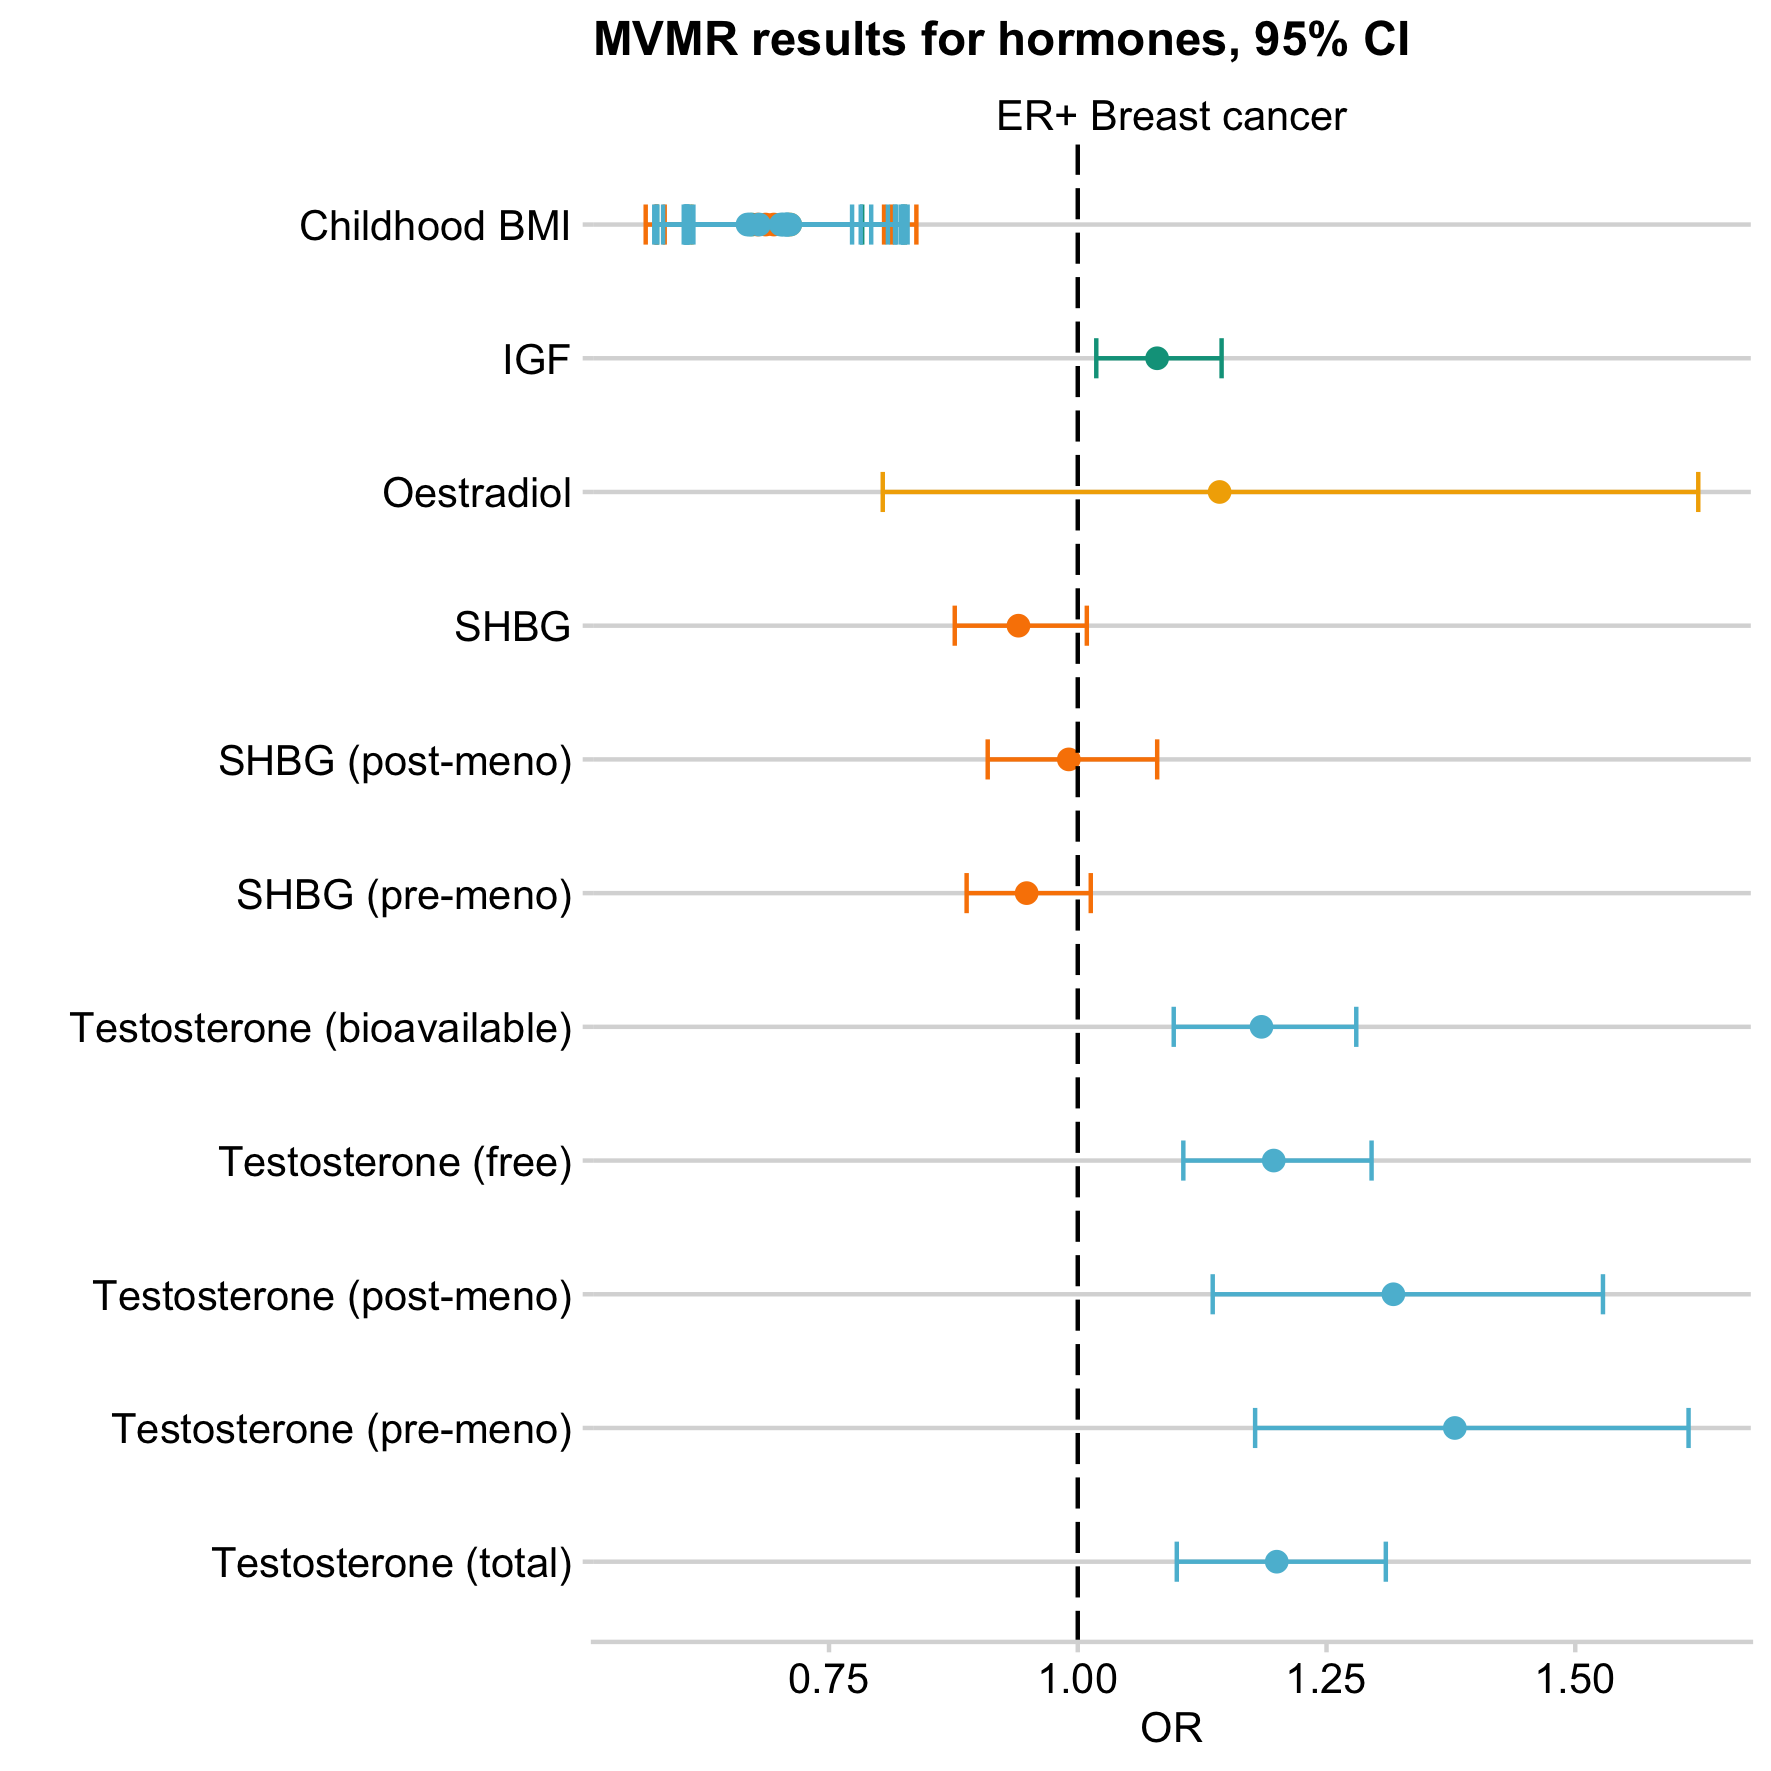 MVMR results for hormones, 95% CI
ER+ Breast cancer
Childhood BMI
IGF
Oestradiol
SHBG
SHBG (post-meno)
SHBG (pre-meno)
Testosterone (bioavailable)
Testosterone (free)
Testosterone (post-meno)
Testosterone (pre-meno)
Testosterone (total)
0.75 1.00 1.25 1.50
OR